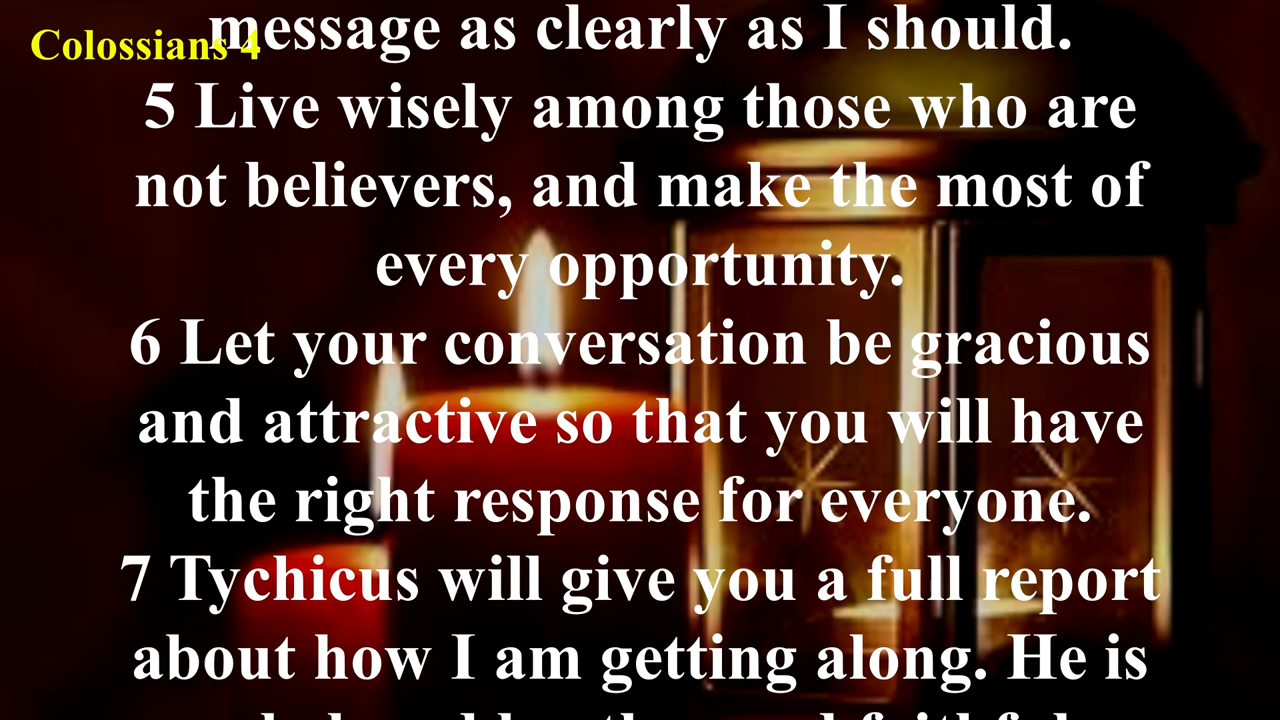 Colossians 4
message as clearly as I should.
5 Live wisely among those who are
not believers, and make the most of
every opportunity.
6 Let your conversation be gracious
and attractive so that you will have
the right response for everyone.
7 Tychicus will give you a full report
about how I am getting along. He is